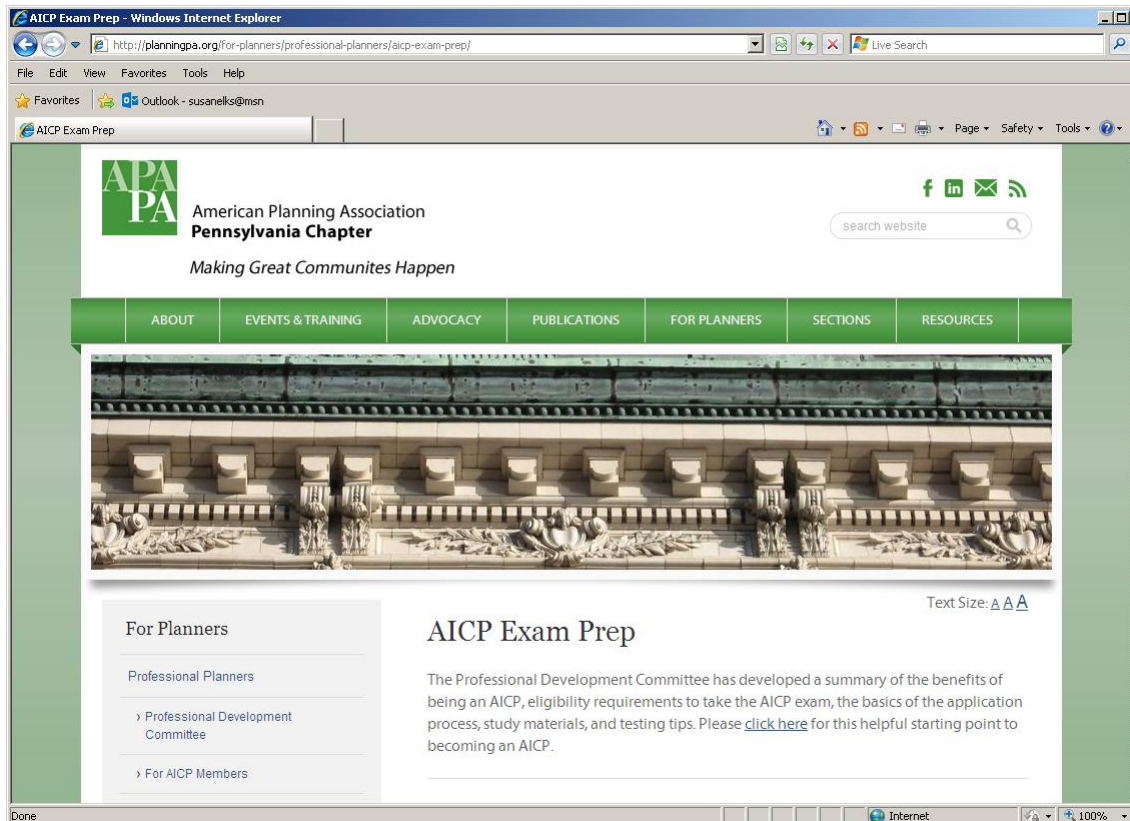 AICP Exam Prep - Windows Internet Explorer
http://planningpa.org/for-planners/professional-planners/aicp-exam-prep/
Live Search
File Edit View Favorites Tools Help
Favorites Outlook - susanelks@msn
AICP Exam Prep
Page Safety Tools
APA
PA
American Planning Association
Pennsylvania Chapter
Making Great Communites Happen
search website
ABOUT EVENTS & TRAINING ADVOCACY PUBLICATIONS FOR PLANNERS SECTIONS RESOURCES
Text Size: A A A
For Planners
Professional Planners
› Professional Development
Committee
› For AICP Members
AICP Exam Prep
The Professional Development Committee has developed a summary of the benefits of
being an AICP, eligibility requirements to take the AICP exam, the basics of the application
process, study materials, and testing tips. Please click here for this helpful starting point to
becoming an AICP.
Done
Internet
100%